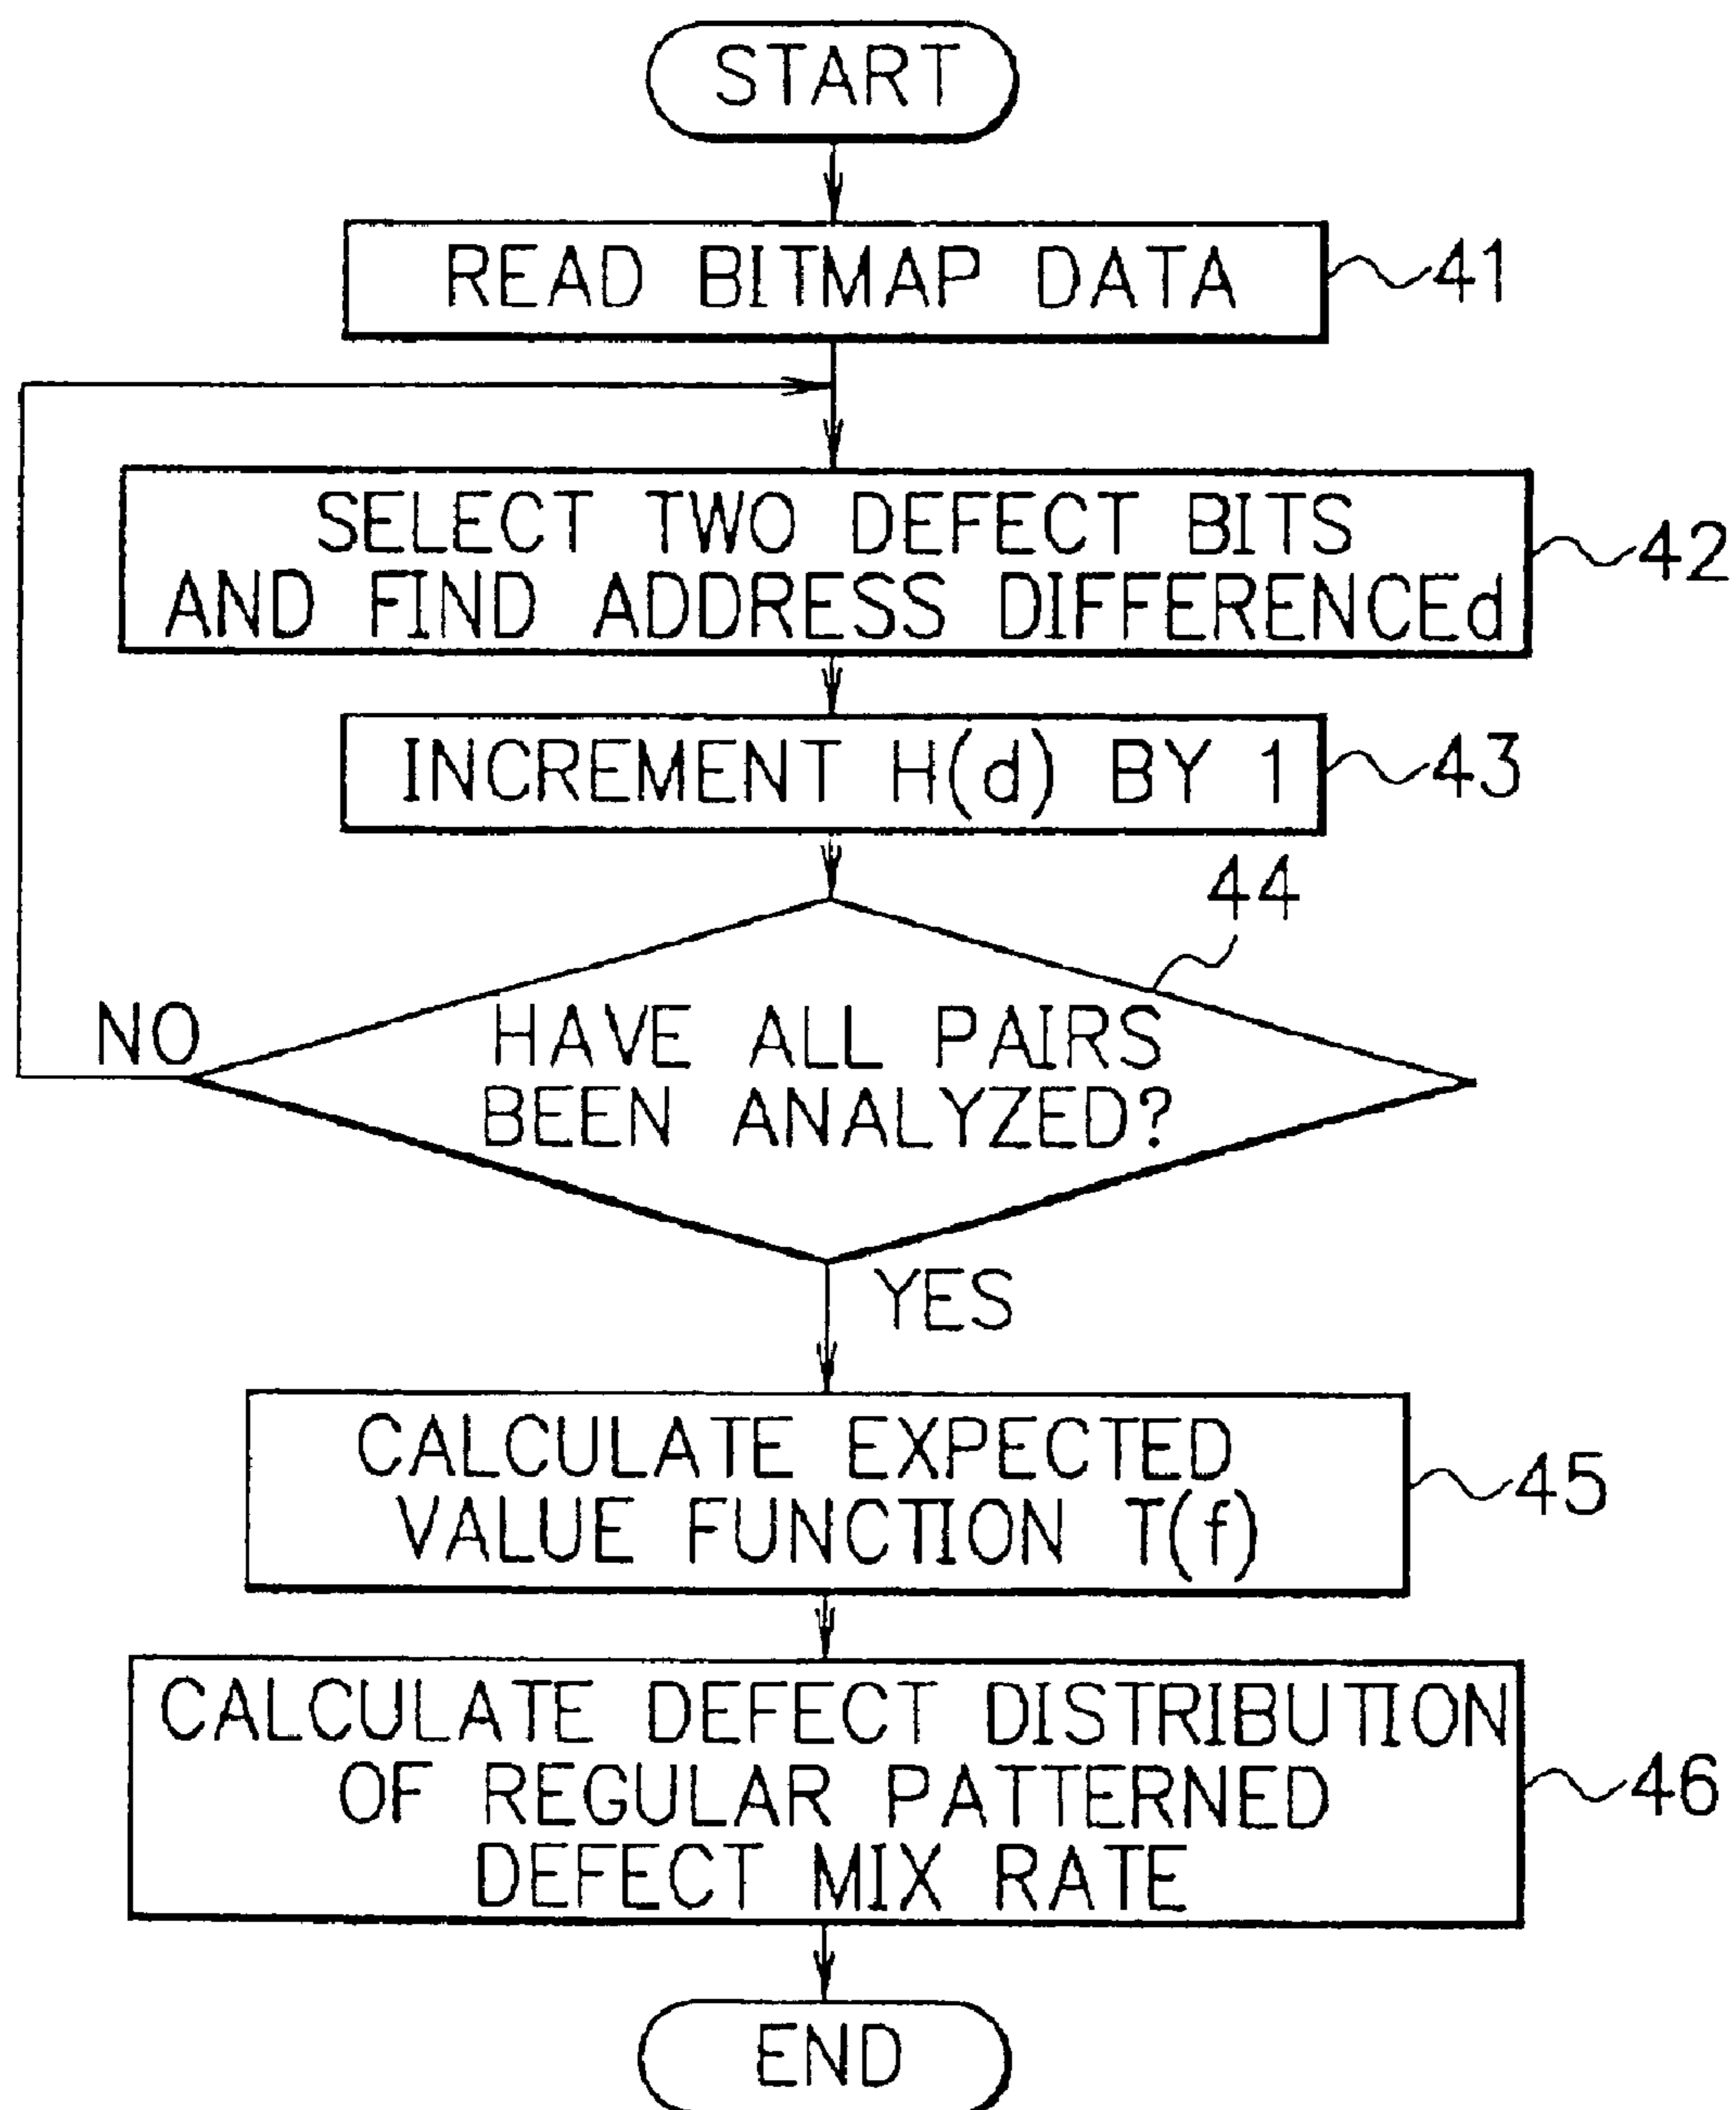 START
READ BITMAP DATA
41
SELECT TWO DEFECT BITS
AND FIND ADDRESS DIFFERENCEd
42
INCREMENT H(d) BY 1
43
44
HAVE ALL PAIRS
BEEN ANALYZED?
NO
YES
CALCULATE EXPECTED
VALUE FUNCTION T(f)
45
CALCULATE DEFECT DISTRIBUTION
OF REGULAR PATTERNED
DEFECT MIX RATE
46
END